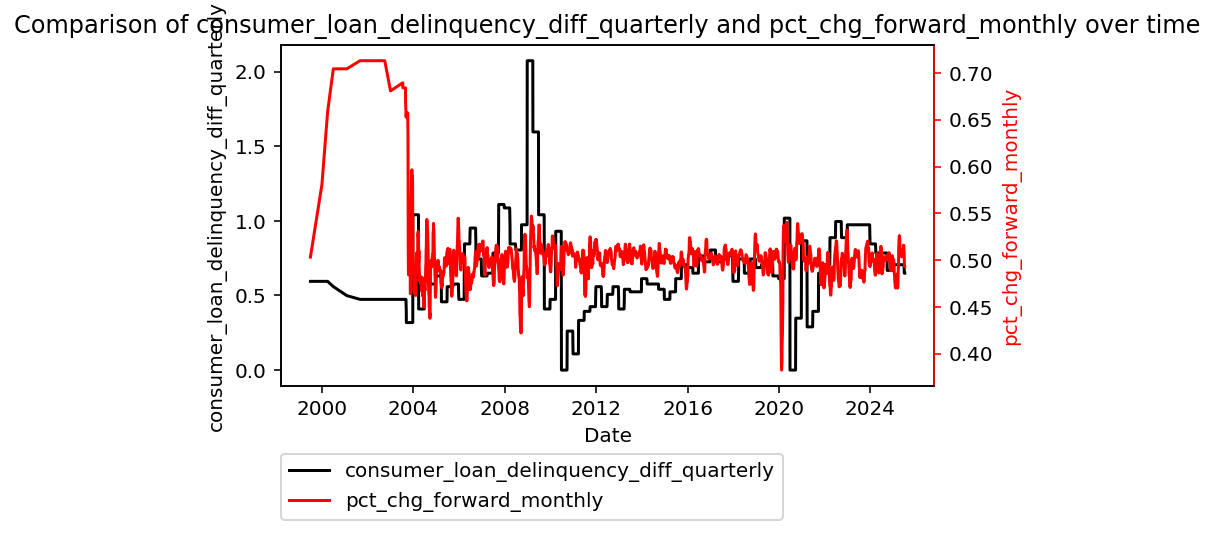 Comparison of consumer_loan_delinquency_diff_quarterly and pct_chg_forward_monthly over time
consumer_loan_delinquency_diff_quarterly
2.0
1.5
1.0
0.5
0.0
0.70
0.65
0.60
0.55
0.50
0.45
0.40
pct_chg_forward_monthly
2000 2004 2008 2012 2016 2020 2024
Date
consumer_loan_delinquency_diff_quarterly
pct_chg_forward_monthly